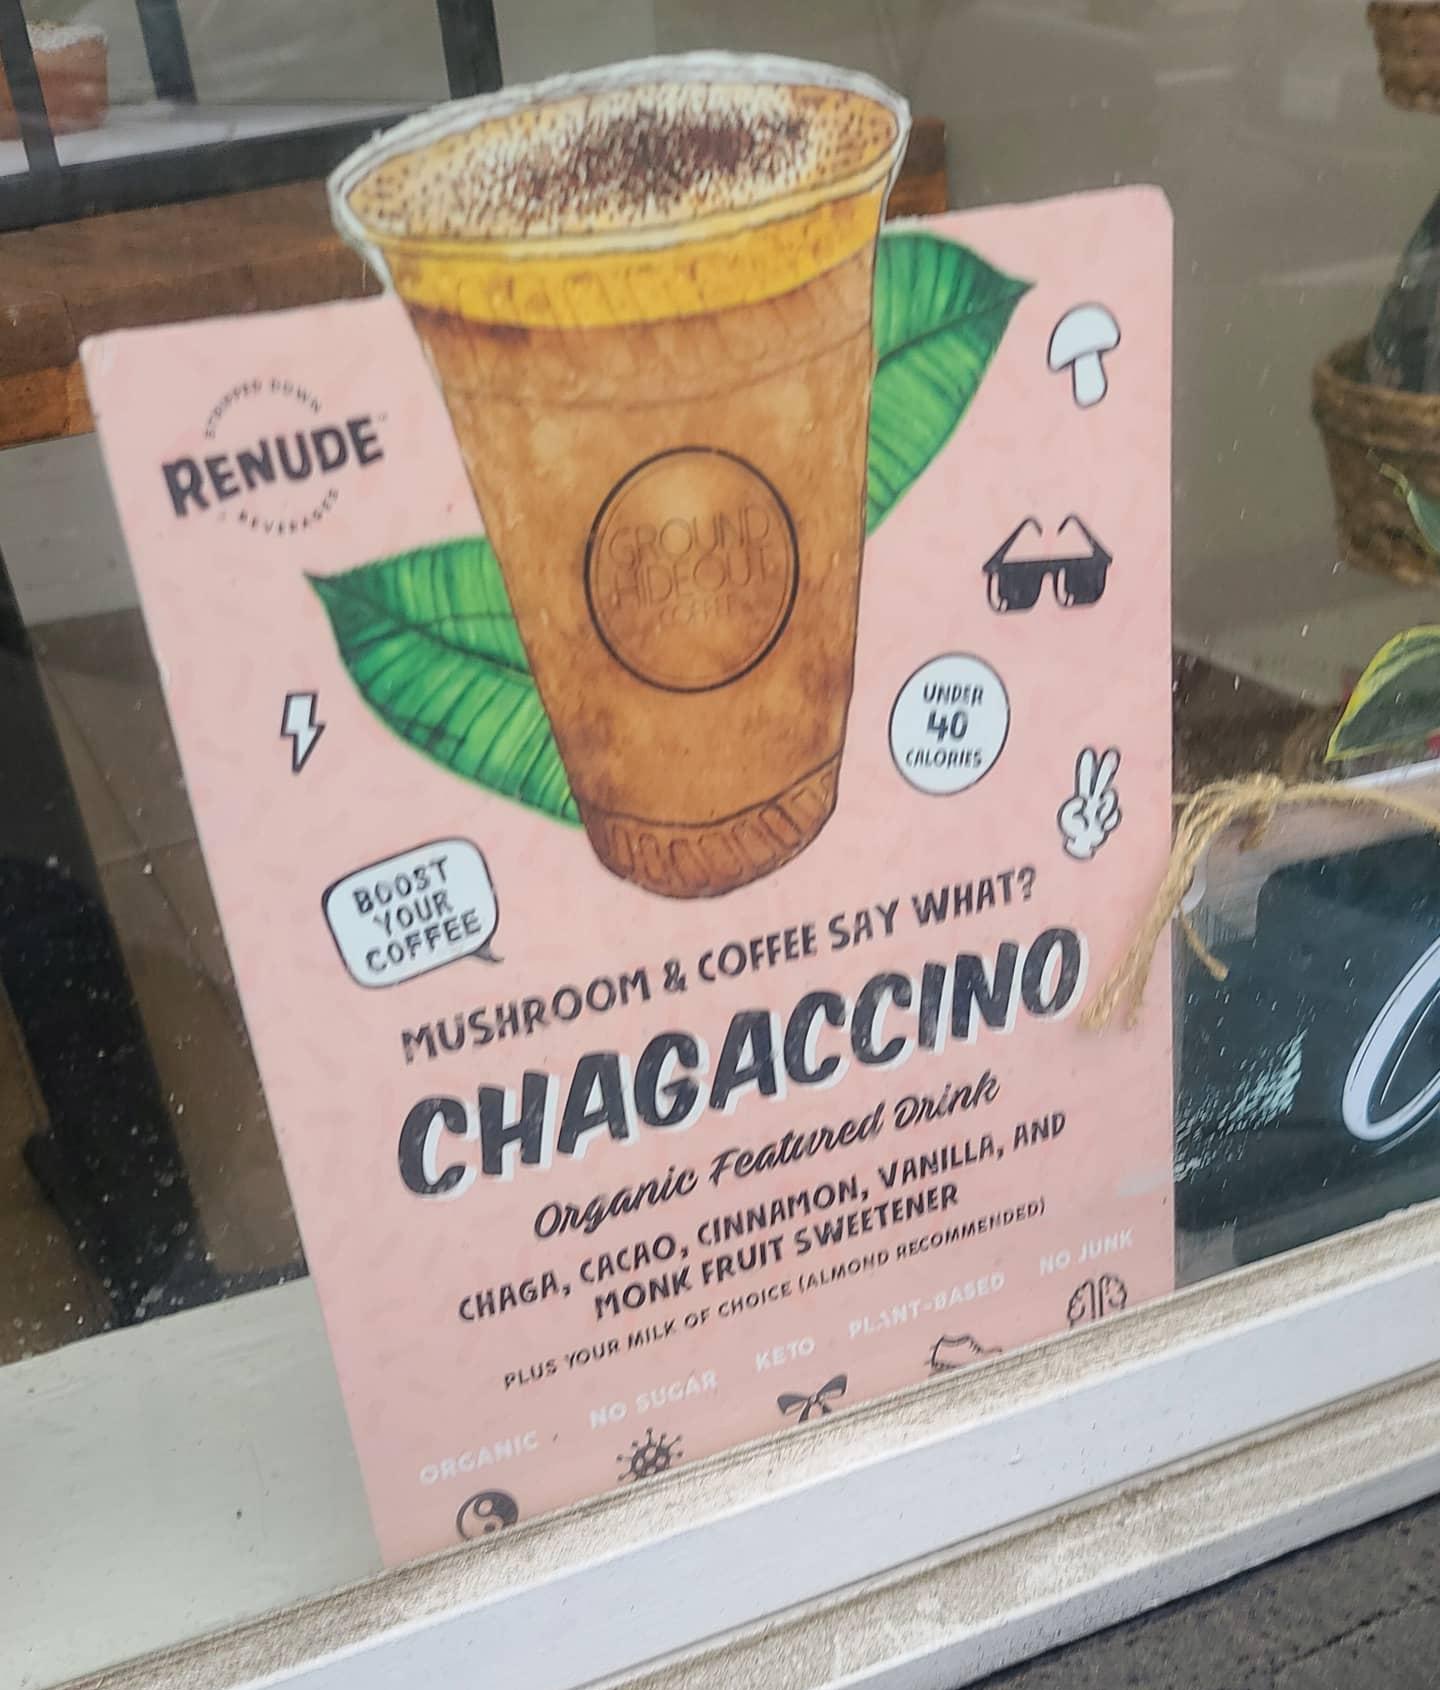 STRIPPED DOWN
RENUDE
BEVERAGES
GROUND
HIDEOUT
COFFEE
UNDER
40
CALORIES
BOOST
YOUR
COFFEE
MUSHROOM & COFFEE SAY WHAT?
CHAGACCINO
Organic Featured Drink
CHAGA, CACAO, CINNAMON, VANILLA, AND
MONK FRUIT SWEETENER
PLUS YOUR MILK OF CHOICE (ALMOND RECOMMENDED)
ORGANIC NO SUGAR KETO PLANT-BASED NO JUNK